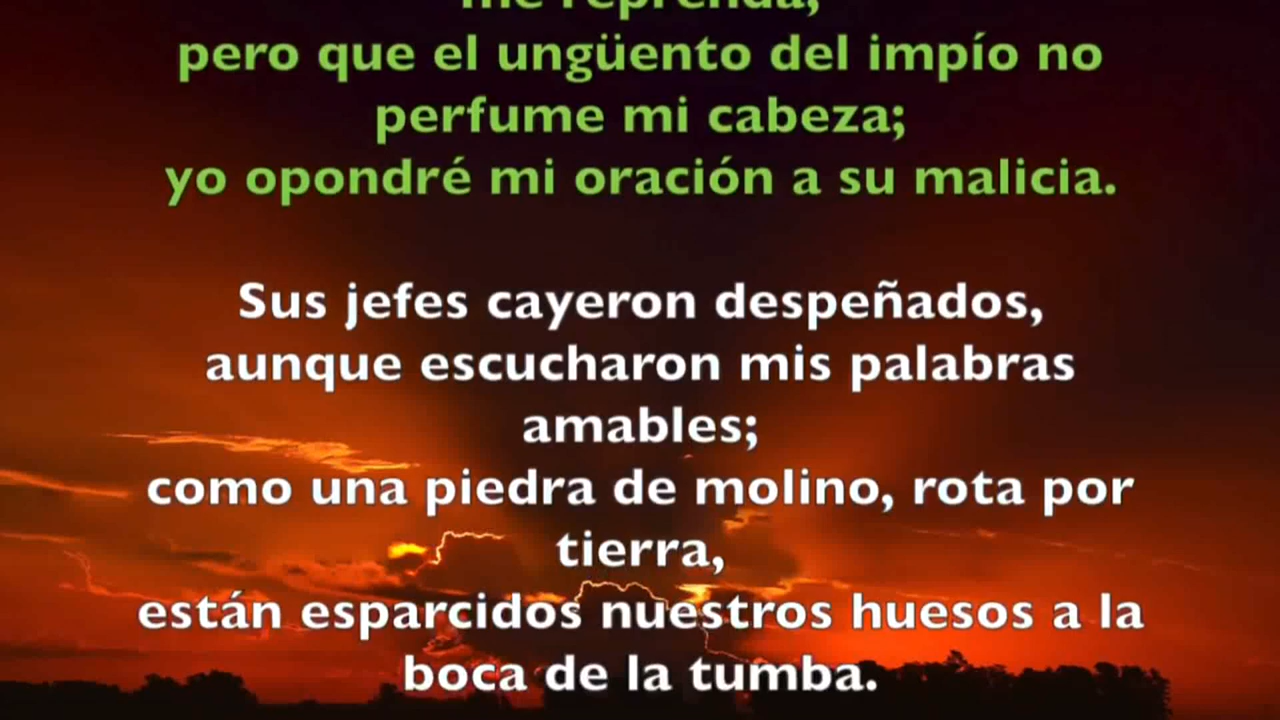 me reprenda,
pero que el ungüento del impío no
perfume mi cabeza;
yo opondré mi oración a su malicia.
Sus jefes cayeron despeñados,
aunque escucharon mis palabras
amables;
como una piedra de molino, rota por
tierra,
están esparcidos nuestros huesos a la
boca de la tumba.